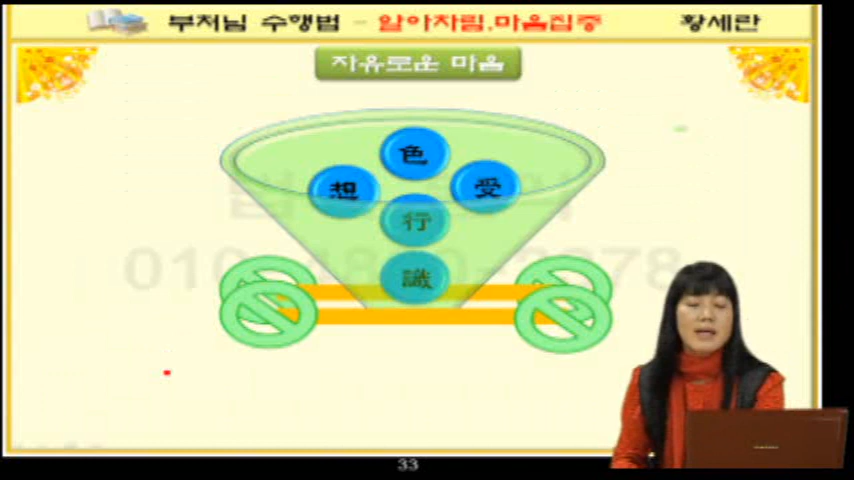 부처님 수행법 - 알아차림,마음집중 황세란
자유로운 마음
色
想 受
行
識
33